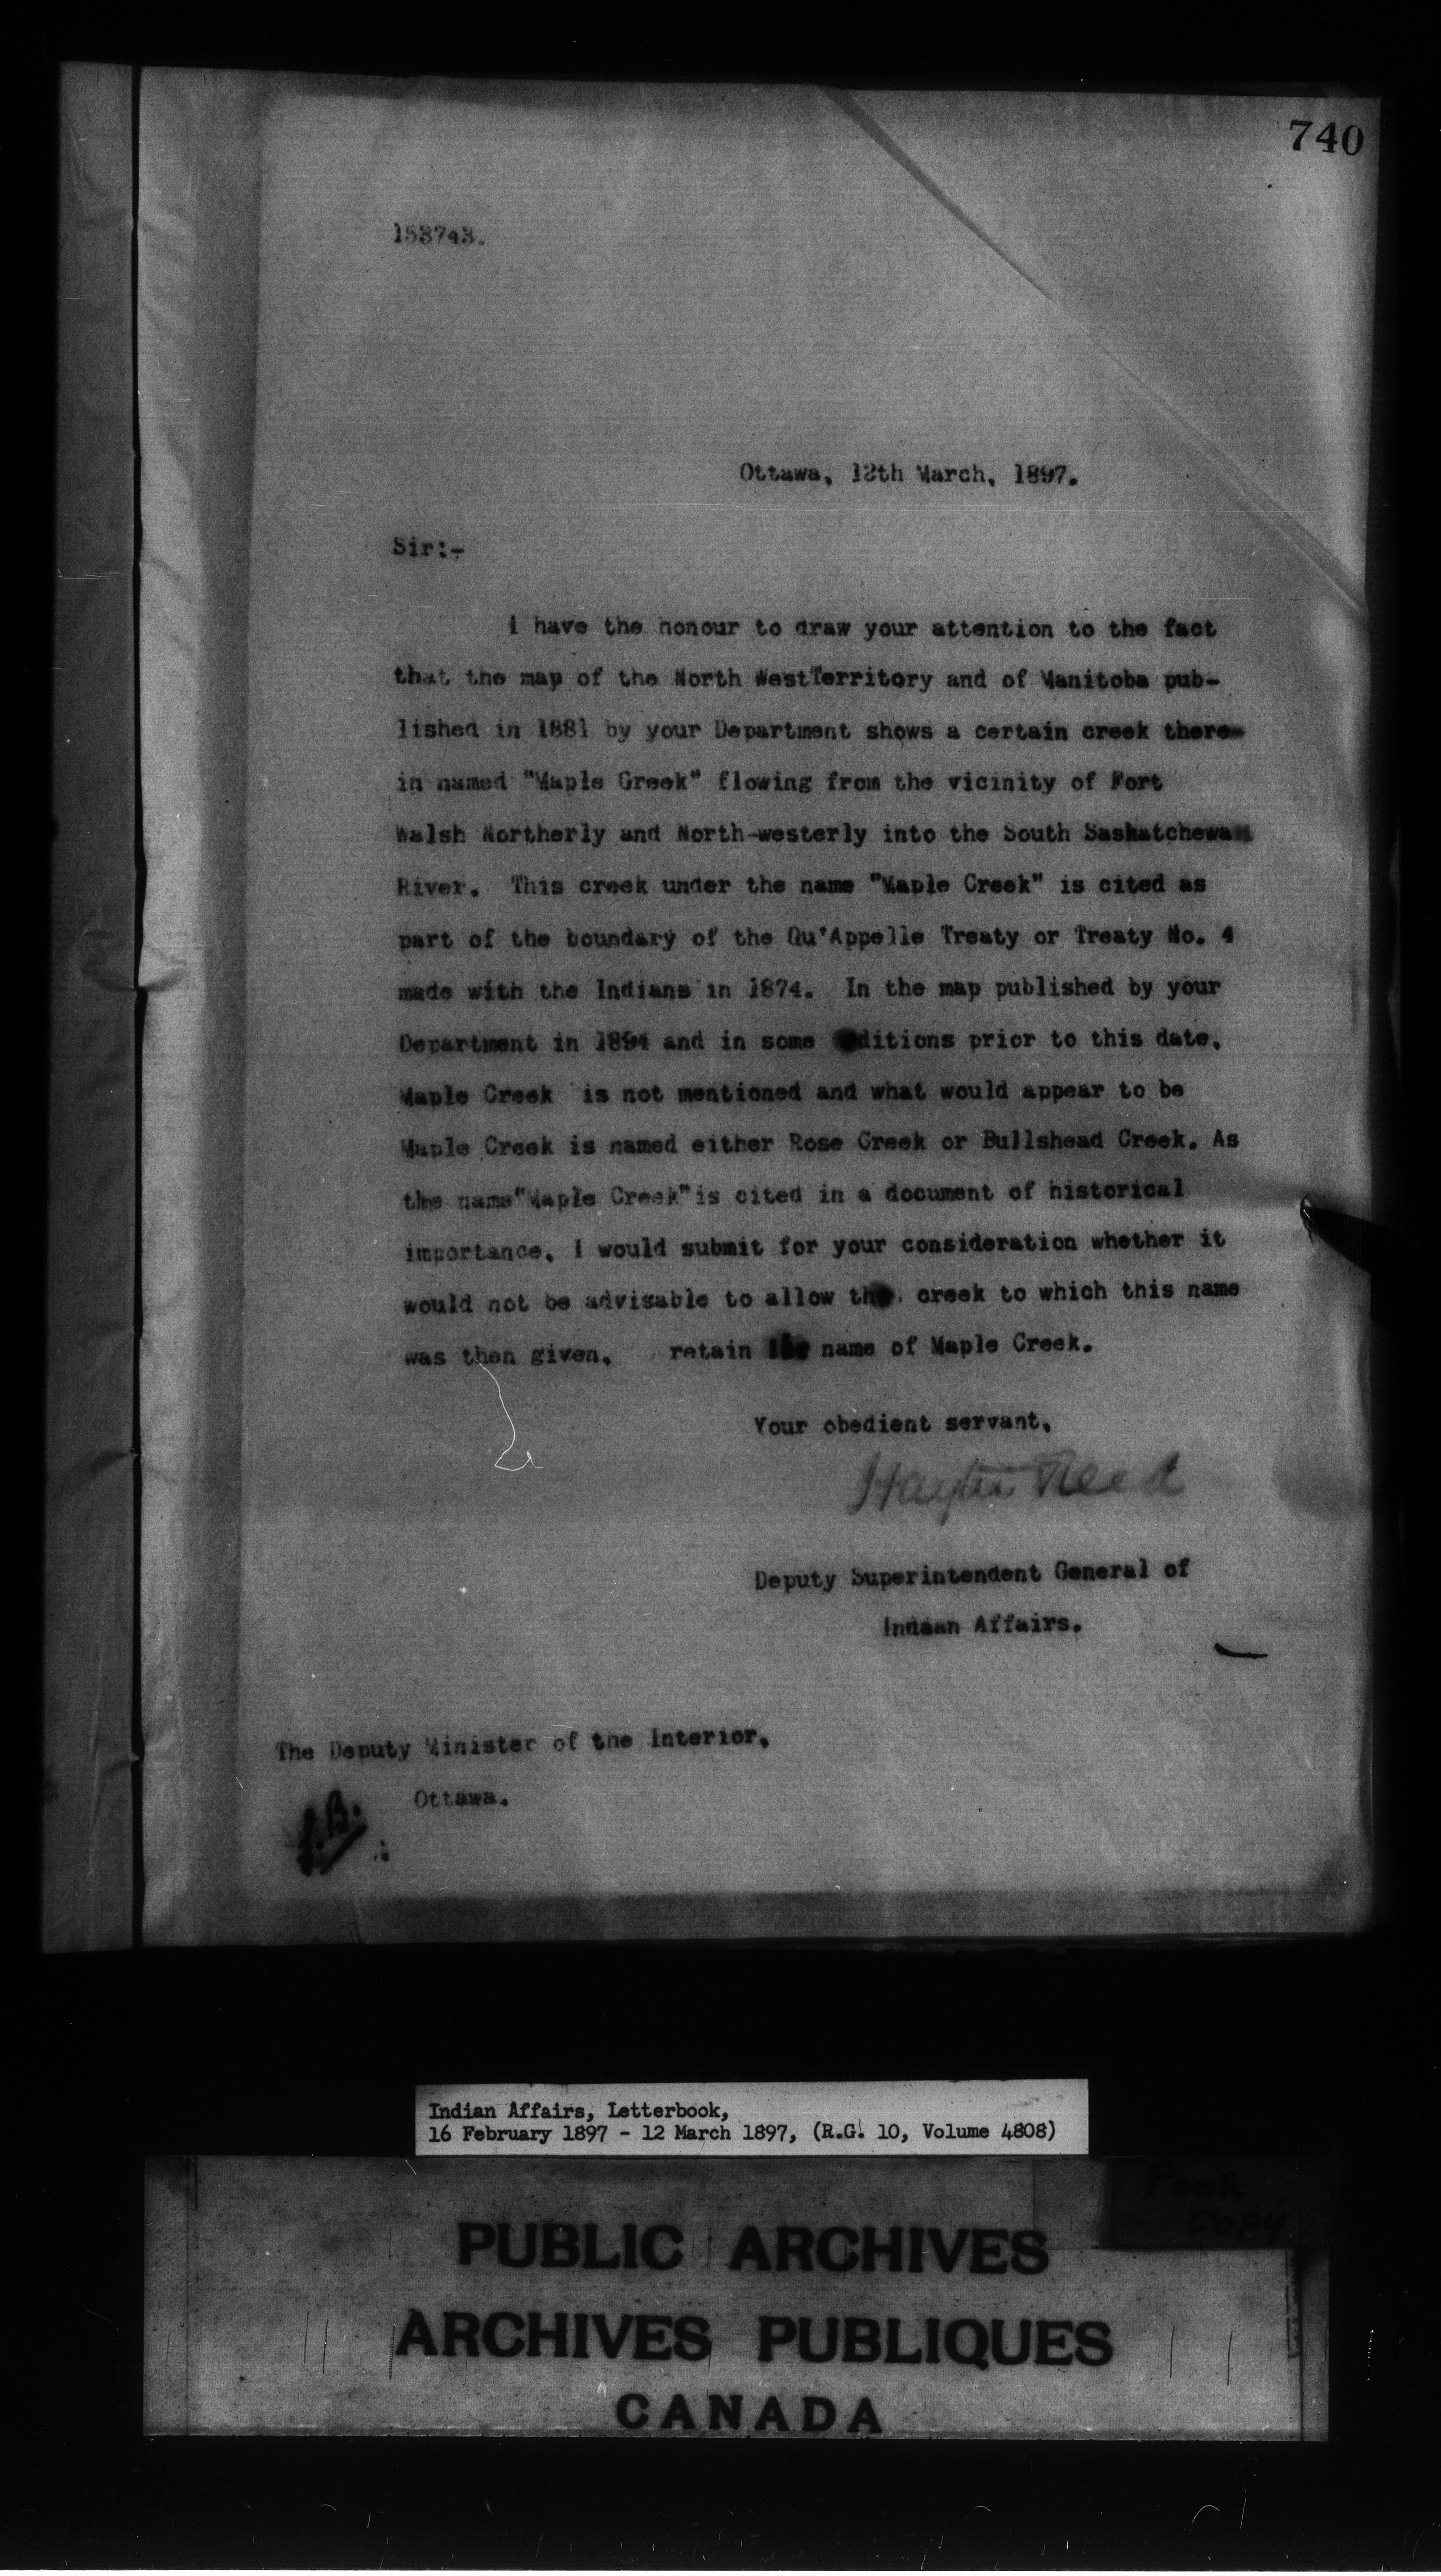 740
153743.
Ottawa, 12th March, 1897.
Sir:-
I have the honour to draw your attention to the fact
that the map of the North WestTerritory and of Manitoba pub-
lished in 1881 by your Department shows a certain creek there-
in named "Maple Creek" flowing from the vicinity of Fort
Walsh Northerly and North-westerly into the South Saskatchewan
River. This creek under the name "Maple Creek" is cited as
part of the boundary of the Qu'Appelle Treaty or Treaty No. 4
made with the Indians in 1874. In the map published by your
Department in 1894 and in some editions prior to this date,
Maple Creek is not mentioned and what would appear to be
Maple Creek is named either Rose Creek or Bullshead Creek. As
the name"Maple Creek"is cited in a document of historical
importance, I would submit for your consideration whether it
would not be advisable to allow the creek to which this name
was then given, retain the name of Maple Creek.
Your obedient servant,
Hayter Reed
Deputy Superintendent General of
Indian Affairs.
The Deputy Minister of the Interior,
Ottawa.
Indian Affairs, Letterbook,
16 February 1897 - 12 March 1897, (R.G. 10, Volume 4808)
Poor
Copy
PUBLIC ARCHIVES
ARCHIVES PUBLIQUES
CANADA